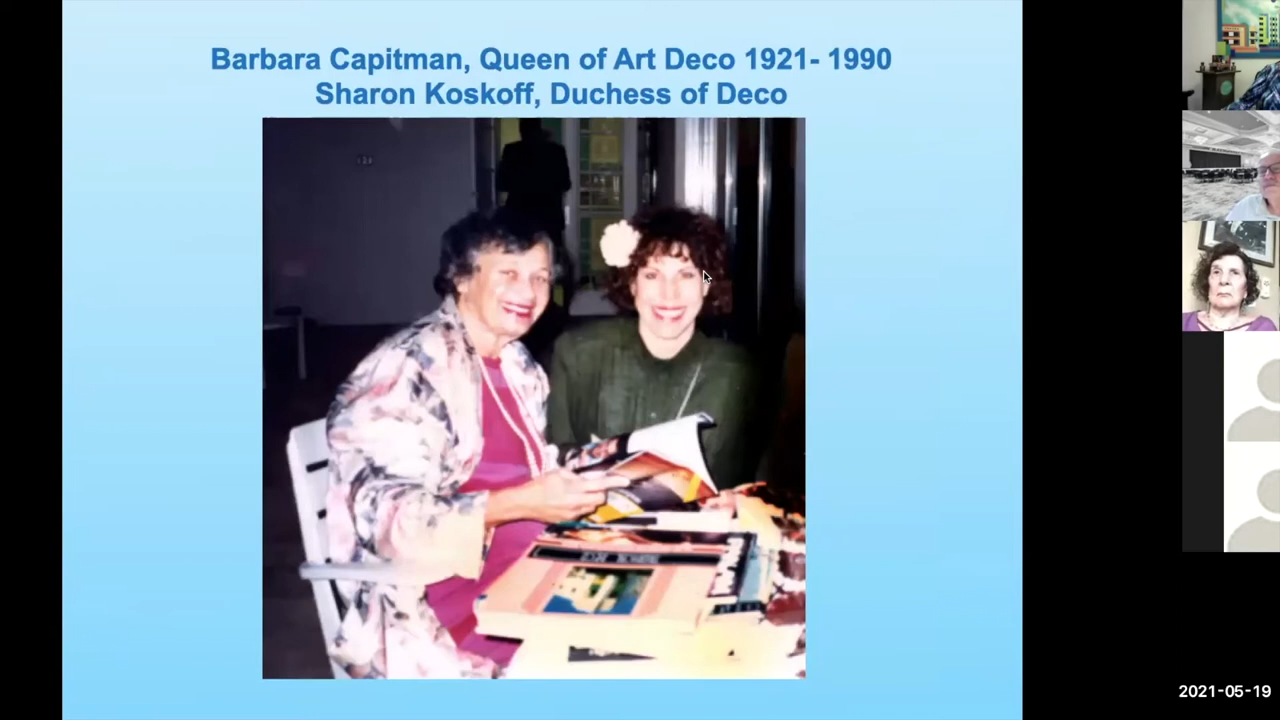 Barbara Capitman, Queen of Art Deco 1921- 1990
Sharon Koskoff, Duchess of Deco
2021-05-19